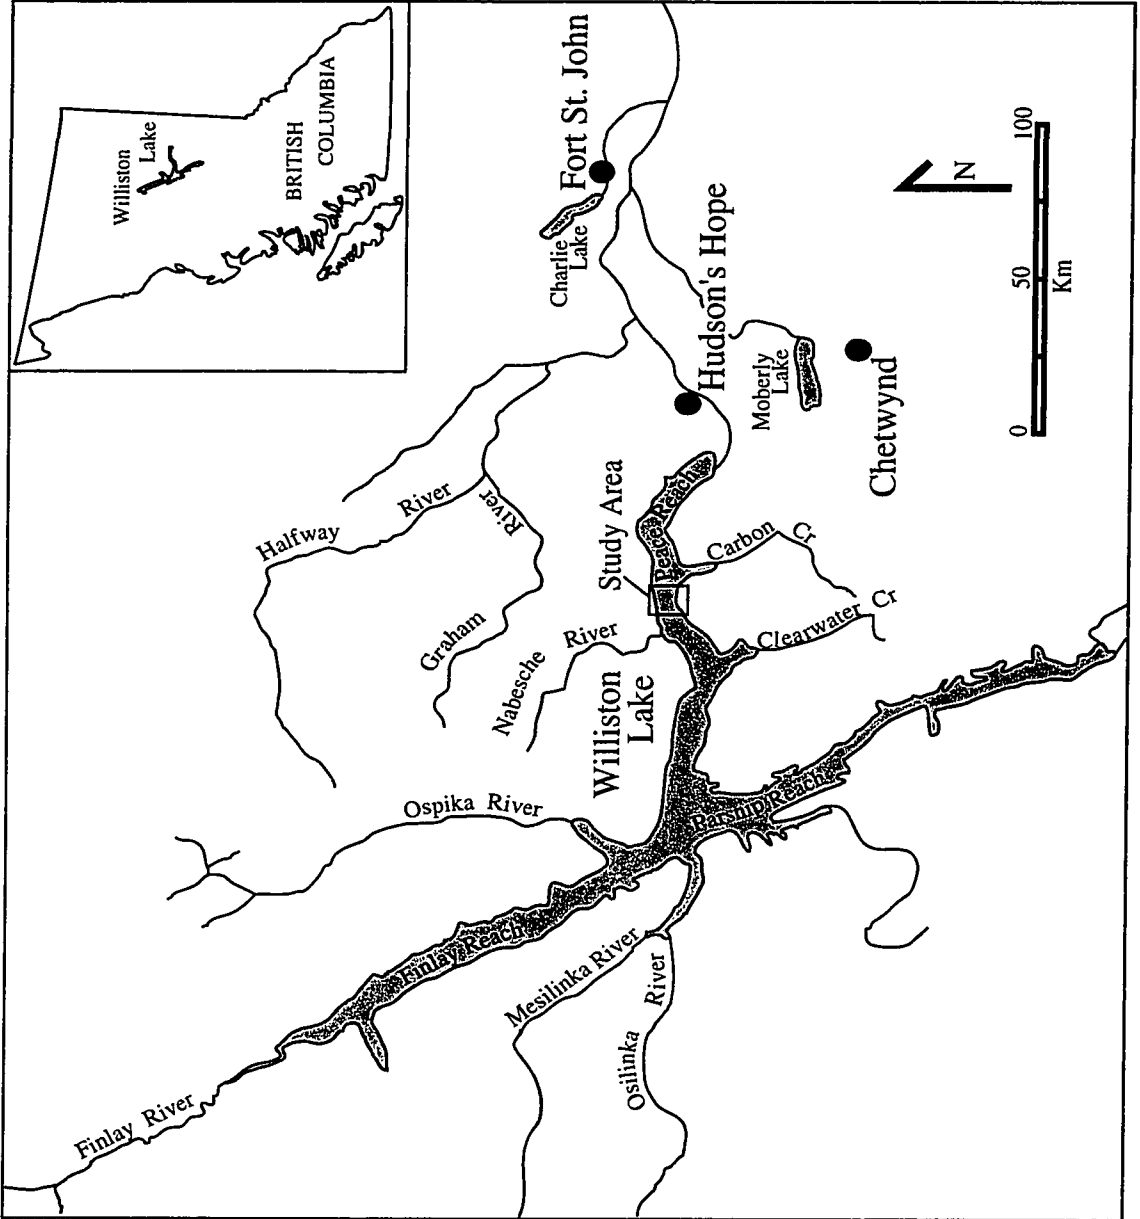 Williston
Lake
BRITISH
COLUMBIA
Fort St. John
Charlie
Lake
Hudson's Hope
Moberly
Lake
Chetwynd
N
0
50
100
Km
Halfway River
Graham River
Nabesche River
Study Area
Peace Reach
Carbon Cr
Clearwater Cr
Williston
Lake
Ospika River
Parsnip Reach
Finlay Reach
Mesilinka River
Osilinka River
Finlay River